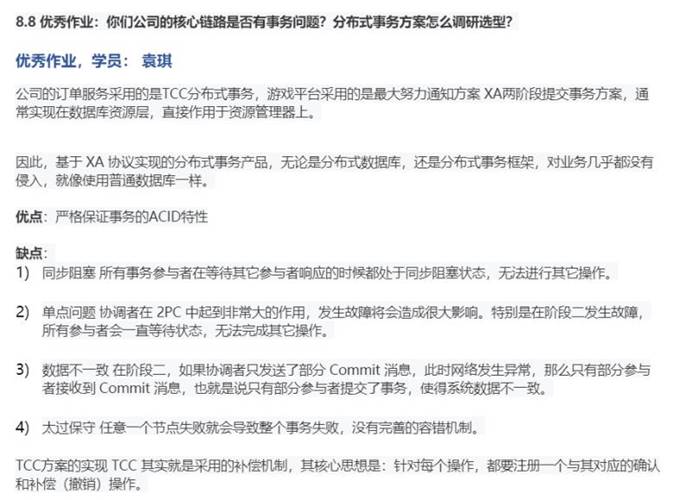 8.8 优秀作业：你们公司的核心链路是否有事务问题？分布式事务方案怎么调研选型？
优秀作业，学员： 袁琪
公司的订单服务采用的是TCC分布式事务，游戏平台采用的是最大努力通知方案 XA两阶段提交事务方案，通
常实现在数据库资源层，直接作用于资源管理器上。
因此，基于 XA 协议实现的分布式事务产品，无论是分布式数据库，还是分布式事务框架，对业务几乎都没有
侵入，就像使用普通数据库一样。
优点：严格保证事务的ACID特性
缺点：
1） 同步阻塞 所有事务参与者在等待其它参与者响应的时候都处于同步阻塞状态，无法进行其它操作。
2） 单点问题 协调者在 2PC 中起到非常大的作用，发生故障将会造成很大影响。特别是在阶段二发生故障，
所有参与者会一直等待状态，无法完成其它操作。
3） 数据不一致 在阶段二，如果协调者只发送了部分 Commit 消息，此时网络发生异常，那么只有部分参与
者接收到 Commit 消息，也就是说只有部分参与者提交了事务，使得系统数据不一致。
4） 太过保守 任意一个节点失败就会导致整个事务失败，没有完善的容错机制。
TCC方案的实现 TCC 其实就是采用的补偿机制，其核心思想是：针对每个操作，都要注册一个与其对应的确认
和补偿（撤销）操作。